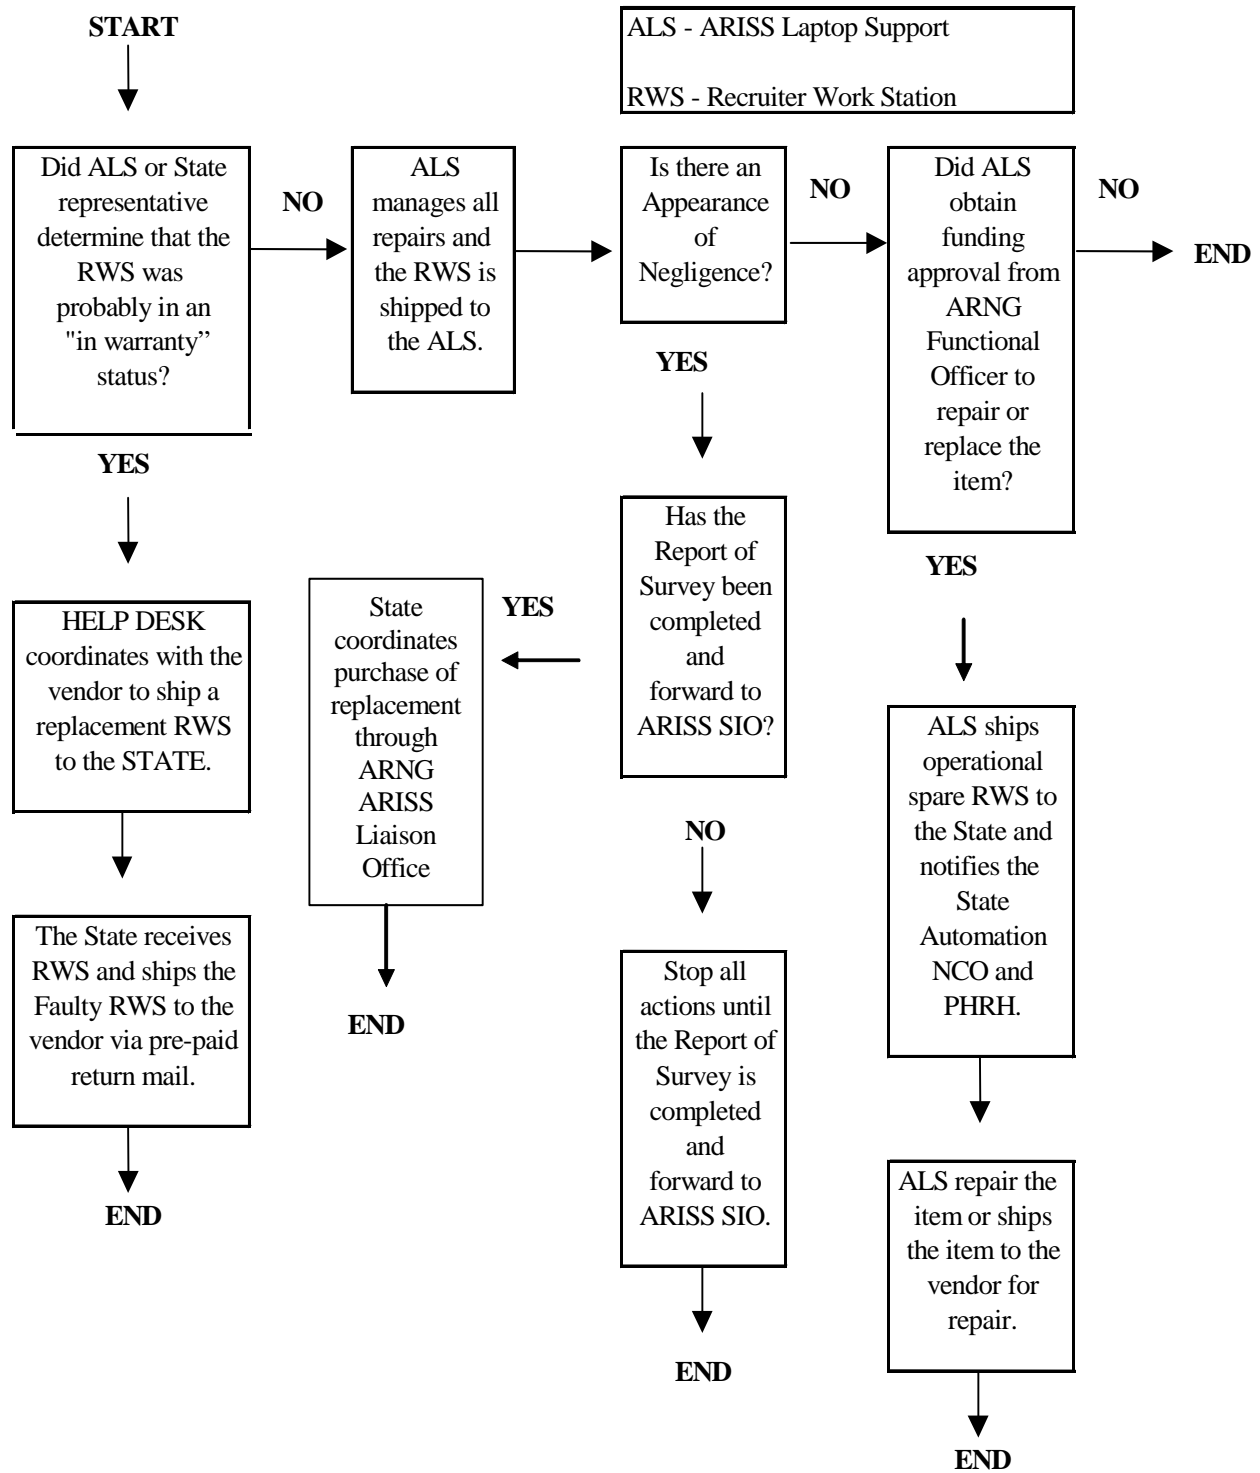 START
ALS - ARISS Laptop Support
RWS - Recruiter Work Station
Did ALS or State
representative
determine that the
RWS was
probably in an
"in warranty”
status?
NO
ALS
manages all
repairs and
the RWS is
shipped to
the ALS.
Is there an
Appearance
of
Negligence?
NO
Did ALS
obtain
funding
approval from
ARNG
Functional
Officer to
repair or
replace the
item?
NO
END
YES
HELP DESK
coordinates with the
vendor to ship a
replacement RWS
to the STATE.
The State receives
RWS and ships the
Faulty RWS to the
vendor via pre-paid
return mail.
END
YES
Has the
Report of
Survey been
completed
and
forward to
ARISS SIO?
YES
State
coordinates
purchase of
replacement
through
ARNG
ARISS
Liaison
Office
END
NO
Stop all
actions until
the Report of
Survey is
completed
and
forward to
ARISS SIO.
END
YES
ALS ships
operational
spare RWS to
the State and
notifies the
State
Automation
NCO and
PHRH.
ALS repair the
item or ships
the item to the
vendor for
repair.
END